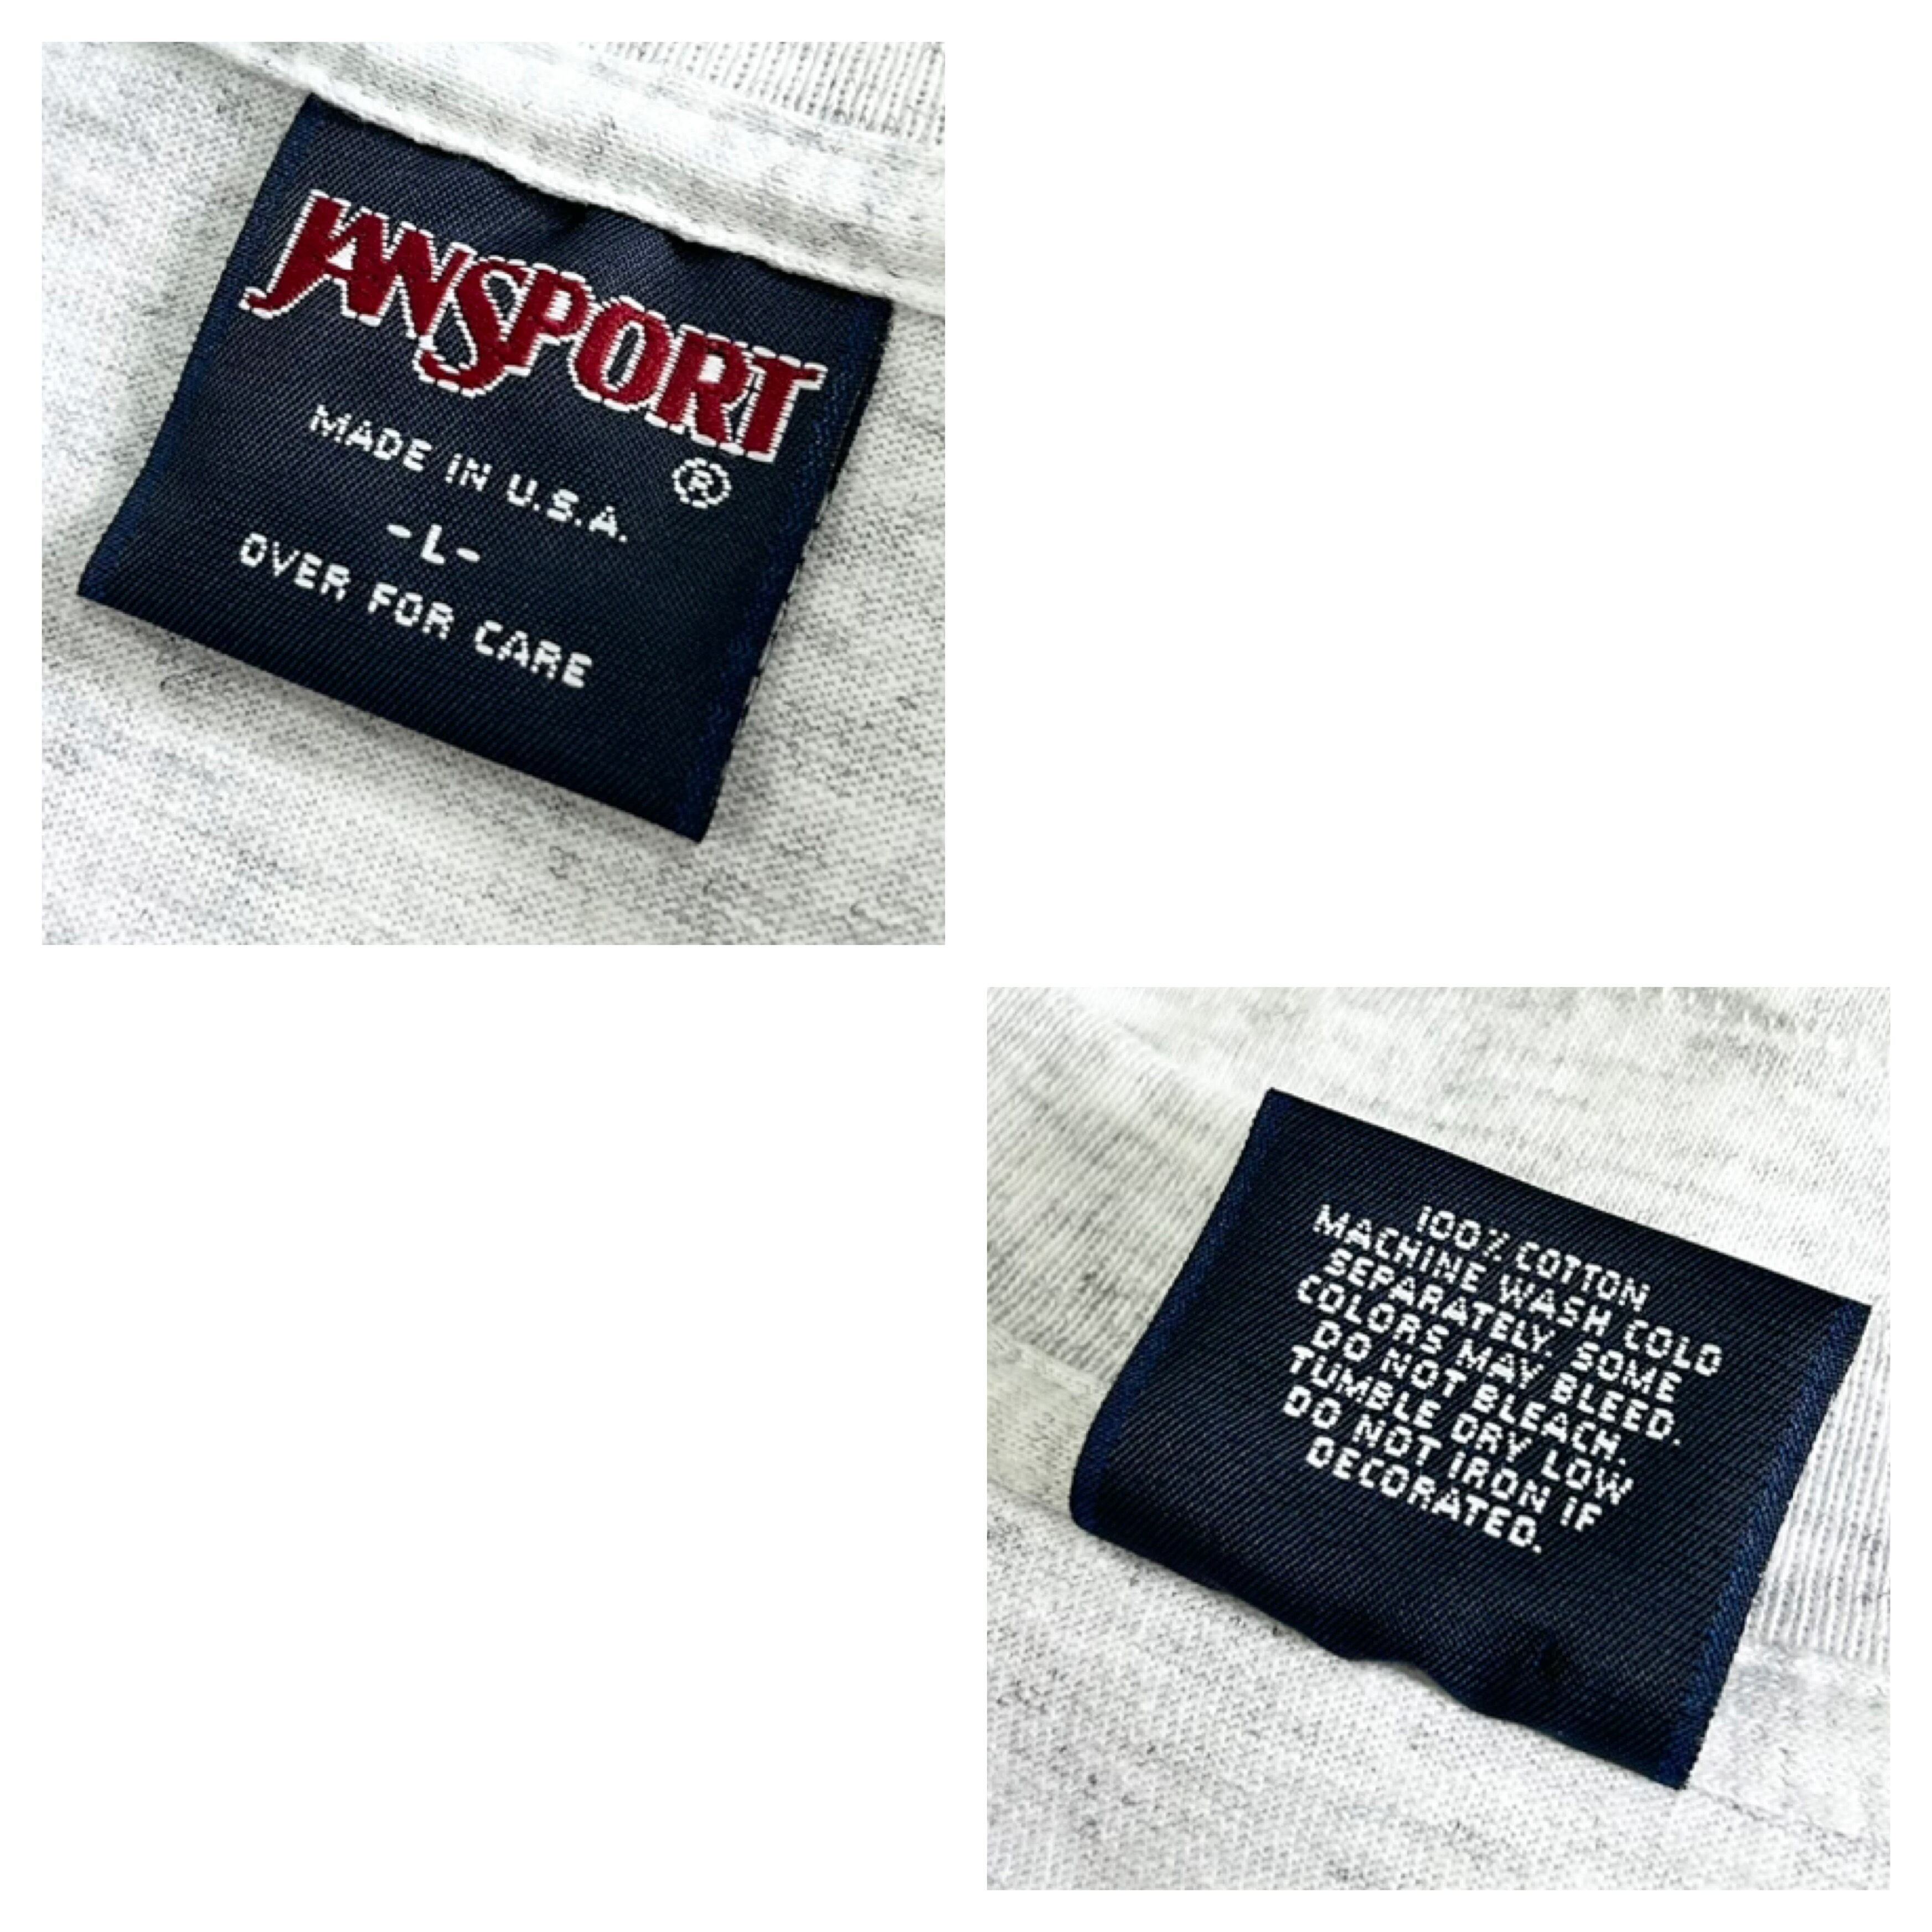 JANSPORT
®
MADE IN U.S.A.
-L-
OVER FOR CARE
100% COTTON
MACHINE WASH COLD
SEPARATELY. SOME
COLORS MAY BLEED.
DO NOT BLEACH.
TUMBLE DRY LOW
DO NOT IRON IF
DECORATED.